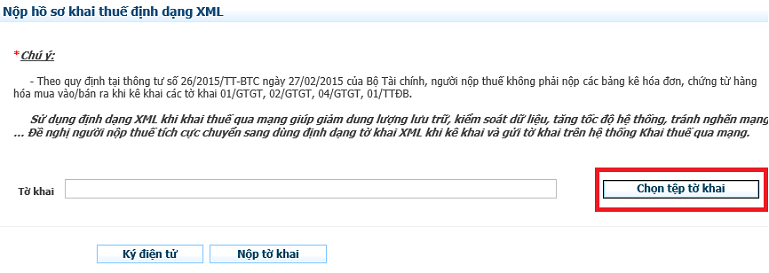 Nộp hồ sơ khai thuế định dạng XML
*Chú ý:
- Theo quy định tại thông tư số 26/2015/TT-BTC ngày 27/02/2015 của Bộ Tài chính, người nộp thuế không phải nộp các bảng kê hóa đơn, chứng từ hàng
hóa mua vào/bán ra khi kê khai các tờ khai 01/GTGT, 02/GTGT, 04/GTGT, 01/TTĐB.
Sử dụng định dạng XML khi khai thuế qua mạng giúp giảm dung lượng lưu trữ, kiểm soát dữ liệu, tăng tốc độ hệ thống, tránh nghẽn mạng
... Đề nghị người nộp thuế tích cực chuyển sang dùng định dạng tờ khai XML khi kê khai và gửi tờ khai trên hệ thống Khai thuế qua mạng.
Tờ khai
Chọn tệp tờ khai
Ký điện tử
Nộp tờ khai